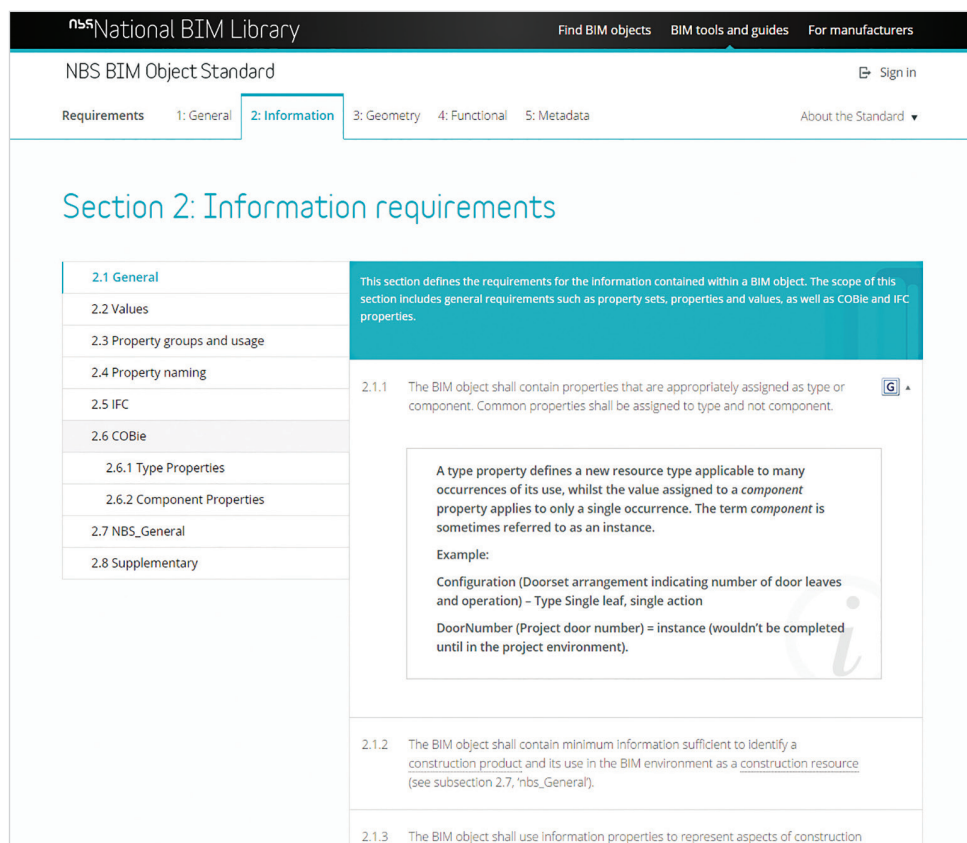 nbs National BIM Library
Find BIM objects BIM tools and guides For manufacturers
NBS BIM Object Standard
Sign in
Requirements 1: General 2: Information 3: Geometry 4: Functional 5: Metadata
About the Standard
Section 2: Information requirements
2.1 General
2.2 Values
2.3 Property groups and usage
2.4 Property naming
2.5 IFC
2.6 COBie
2.6.1 Type Properties
2.6.2 Component Properties
2.7 NBS_General
2.8 Supplementary
This section defines the requirements for the information contained within a BIM object. The scope of this
section includes general requirements such as property sets, properties and values, as well as COBie and IFC
properties.
2.1.1 The BIM object shall contain properties that are appropriately assigned as type or
component. Common properties shall be assigned to type and not component.
G
A type property defines a new resource type applicable to many
occurrences of its use, whilst the value assigned to a component
property applies to only a single occurrence. The term component is
sometimes referred to as an instance.
Example:
Configuration (Doorset arrangement indicating number of door leaves
and operation) – Type Single leaf, single action
DoorNumber (Project door number) = instance (wouldn't be completed
until in the project environment).
i
2.1.2 The BIM object shall contain minimum information sufficient to identify a
construction product and its use in the BIM environment as a construction resource
(see subsection 2.7, 'nbs_General').
2.1.3 The BIM object shall use information properties to represent aspects of construction